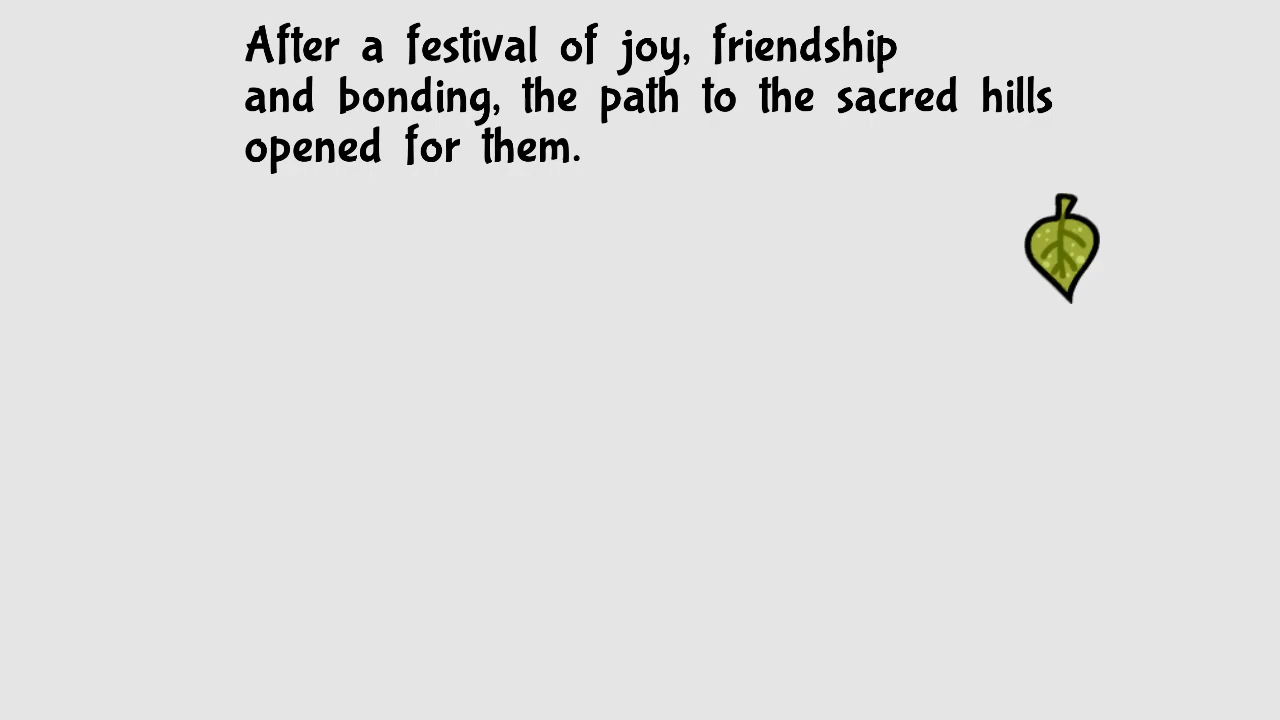 After a festival of joy, friendship
and bonding, the path to the sacred hills
opened for them.